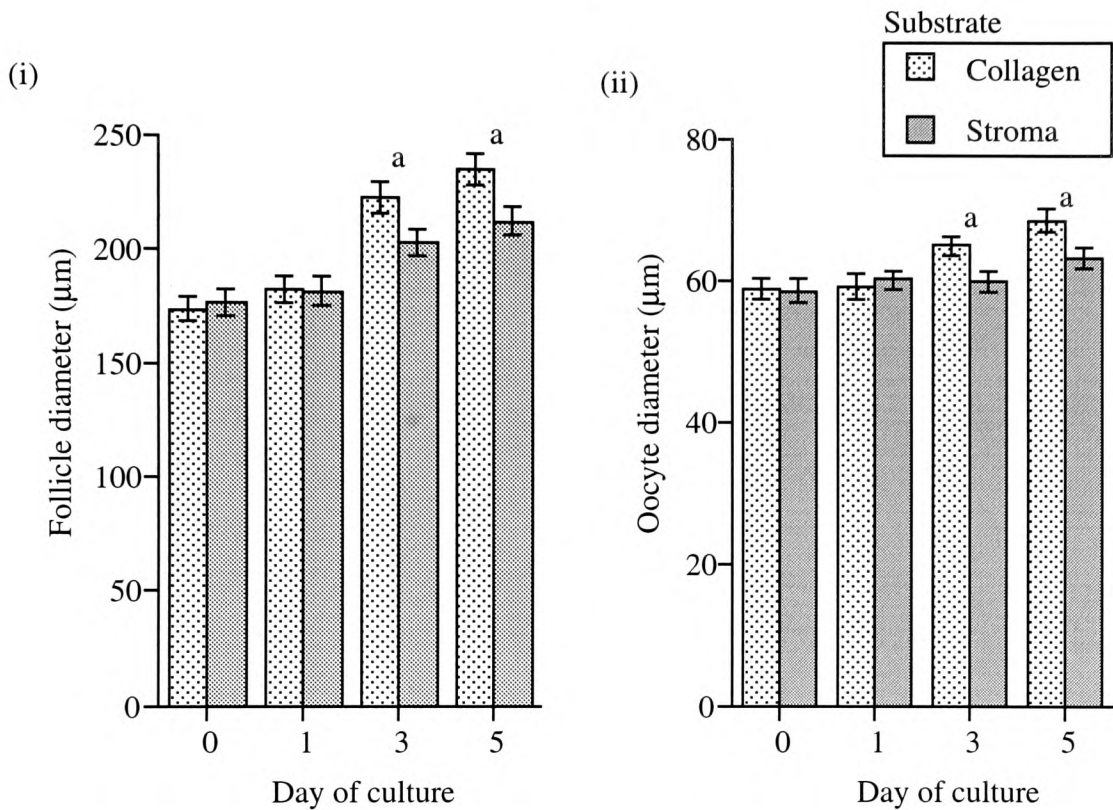 Substrate
Collagen
Stroma
(i)
250
200
150
100
50
0
Follicle diameter (µm)
a
a
0 1 3 5
Day of culture
(ii)
80
60
40
20
0
Oocyte diameter (µm)
a
a
0 1 3 5
Day of culture